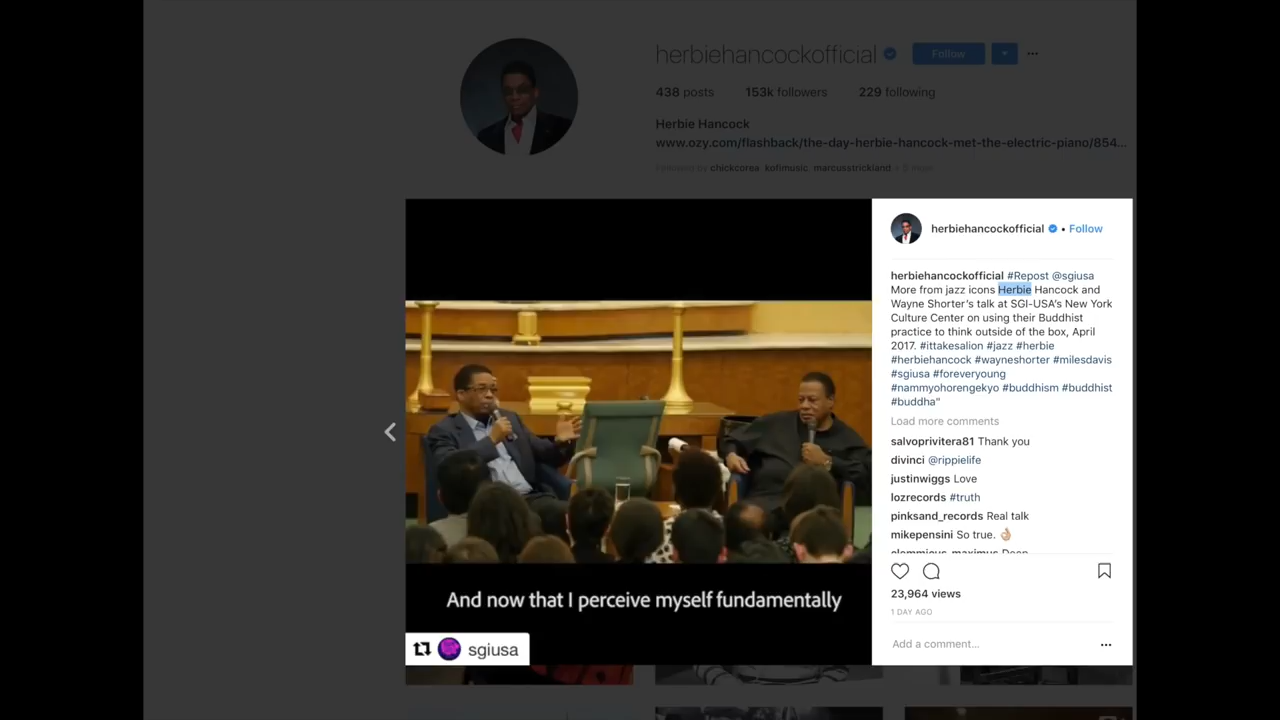 herbiehancockofficial Follow
438 posts 153k followers 229 following
Herbie Hancock
www.ozy.com/flashback/the-day-herbie-hancock-met-the-electric-piano/854...
Followed by chickcorea, kofimusic, marcusstrickland
herbiehancockofficial • Follow
herbiehancockofficial #Repost @sgiusa
More from jazz icons Herbie Hancock and
Wayne Shorter's talk at SGI-USA's New York
Culture Center on using their Buddhist
practice to think outside of the box, April
2017. #ittakesalion #jazz #herbie
#herbiehancock #wayneshorter #milesdavis
#sgiusa #foreveryoung
#nammyohorengekyo #buddhism #buddhist
#buddha"
Load more comments
salvoprivitera81 Thank you
divinci @rippielife
justinwiggs Love
lozrecords #truth
pinksand_records Real talk
mikepensini So true. 👌🏼
23,964 views
1 DAY AGO
Add a comment...
And now that I perceive myself fundamentally
sgiusa